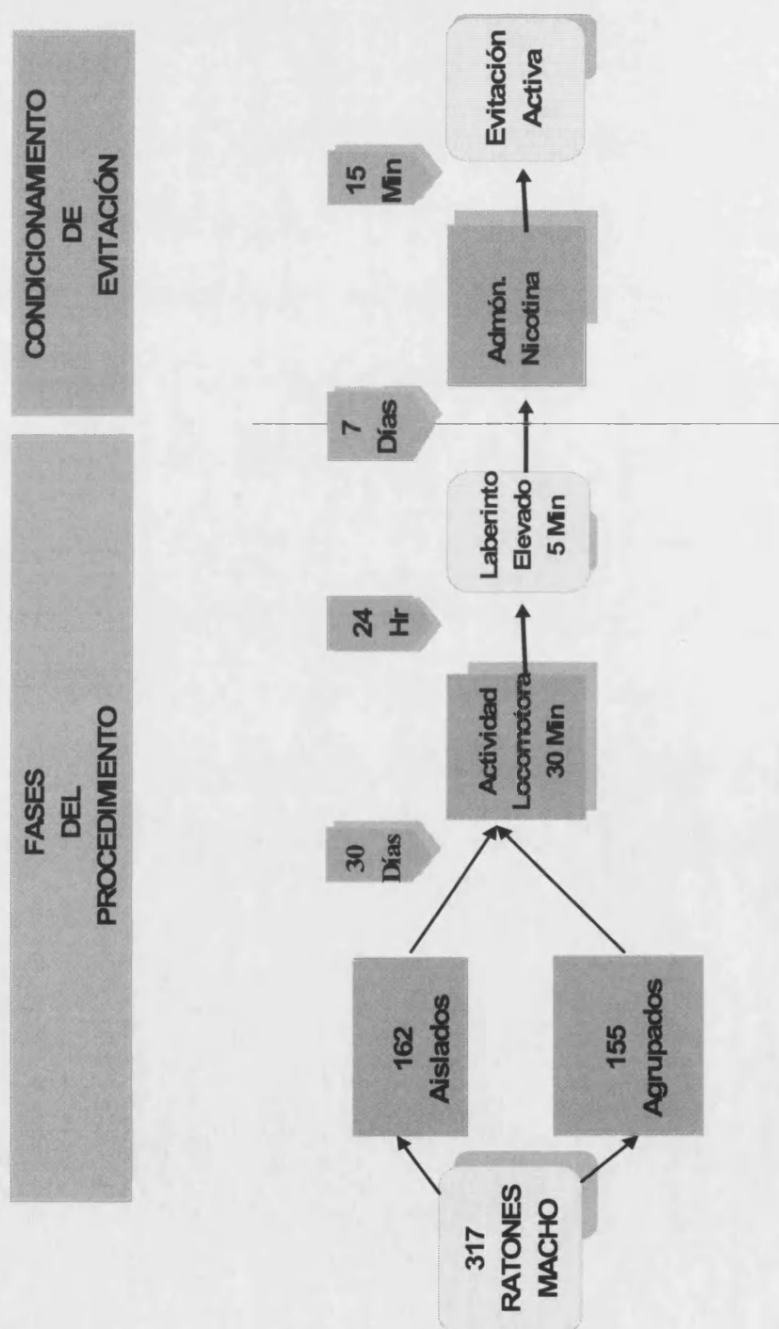 FASES
DEL
PROCEDIMIENTO
CONDICIONAMIENTO
DE
EVITACIÓN
317
RATONES
MACHO
162
Aislados
155
Agrupados
30
Días
Actividad
Locomotora
30 Min
24
Hr
Laberinto
Elevado
5 Min
7
Días
Admón.
Nicotina
15
Min
Evitación
Activa